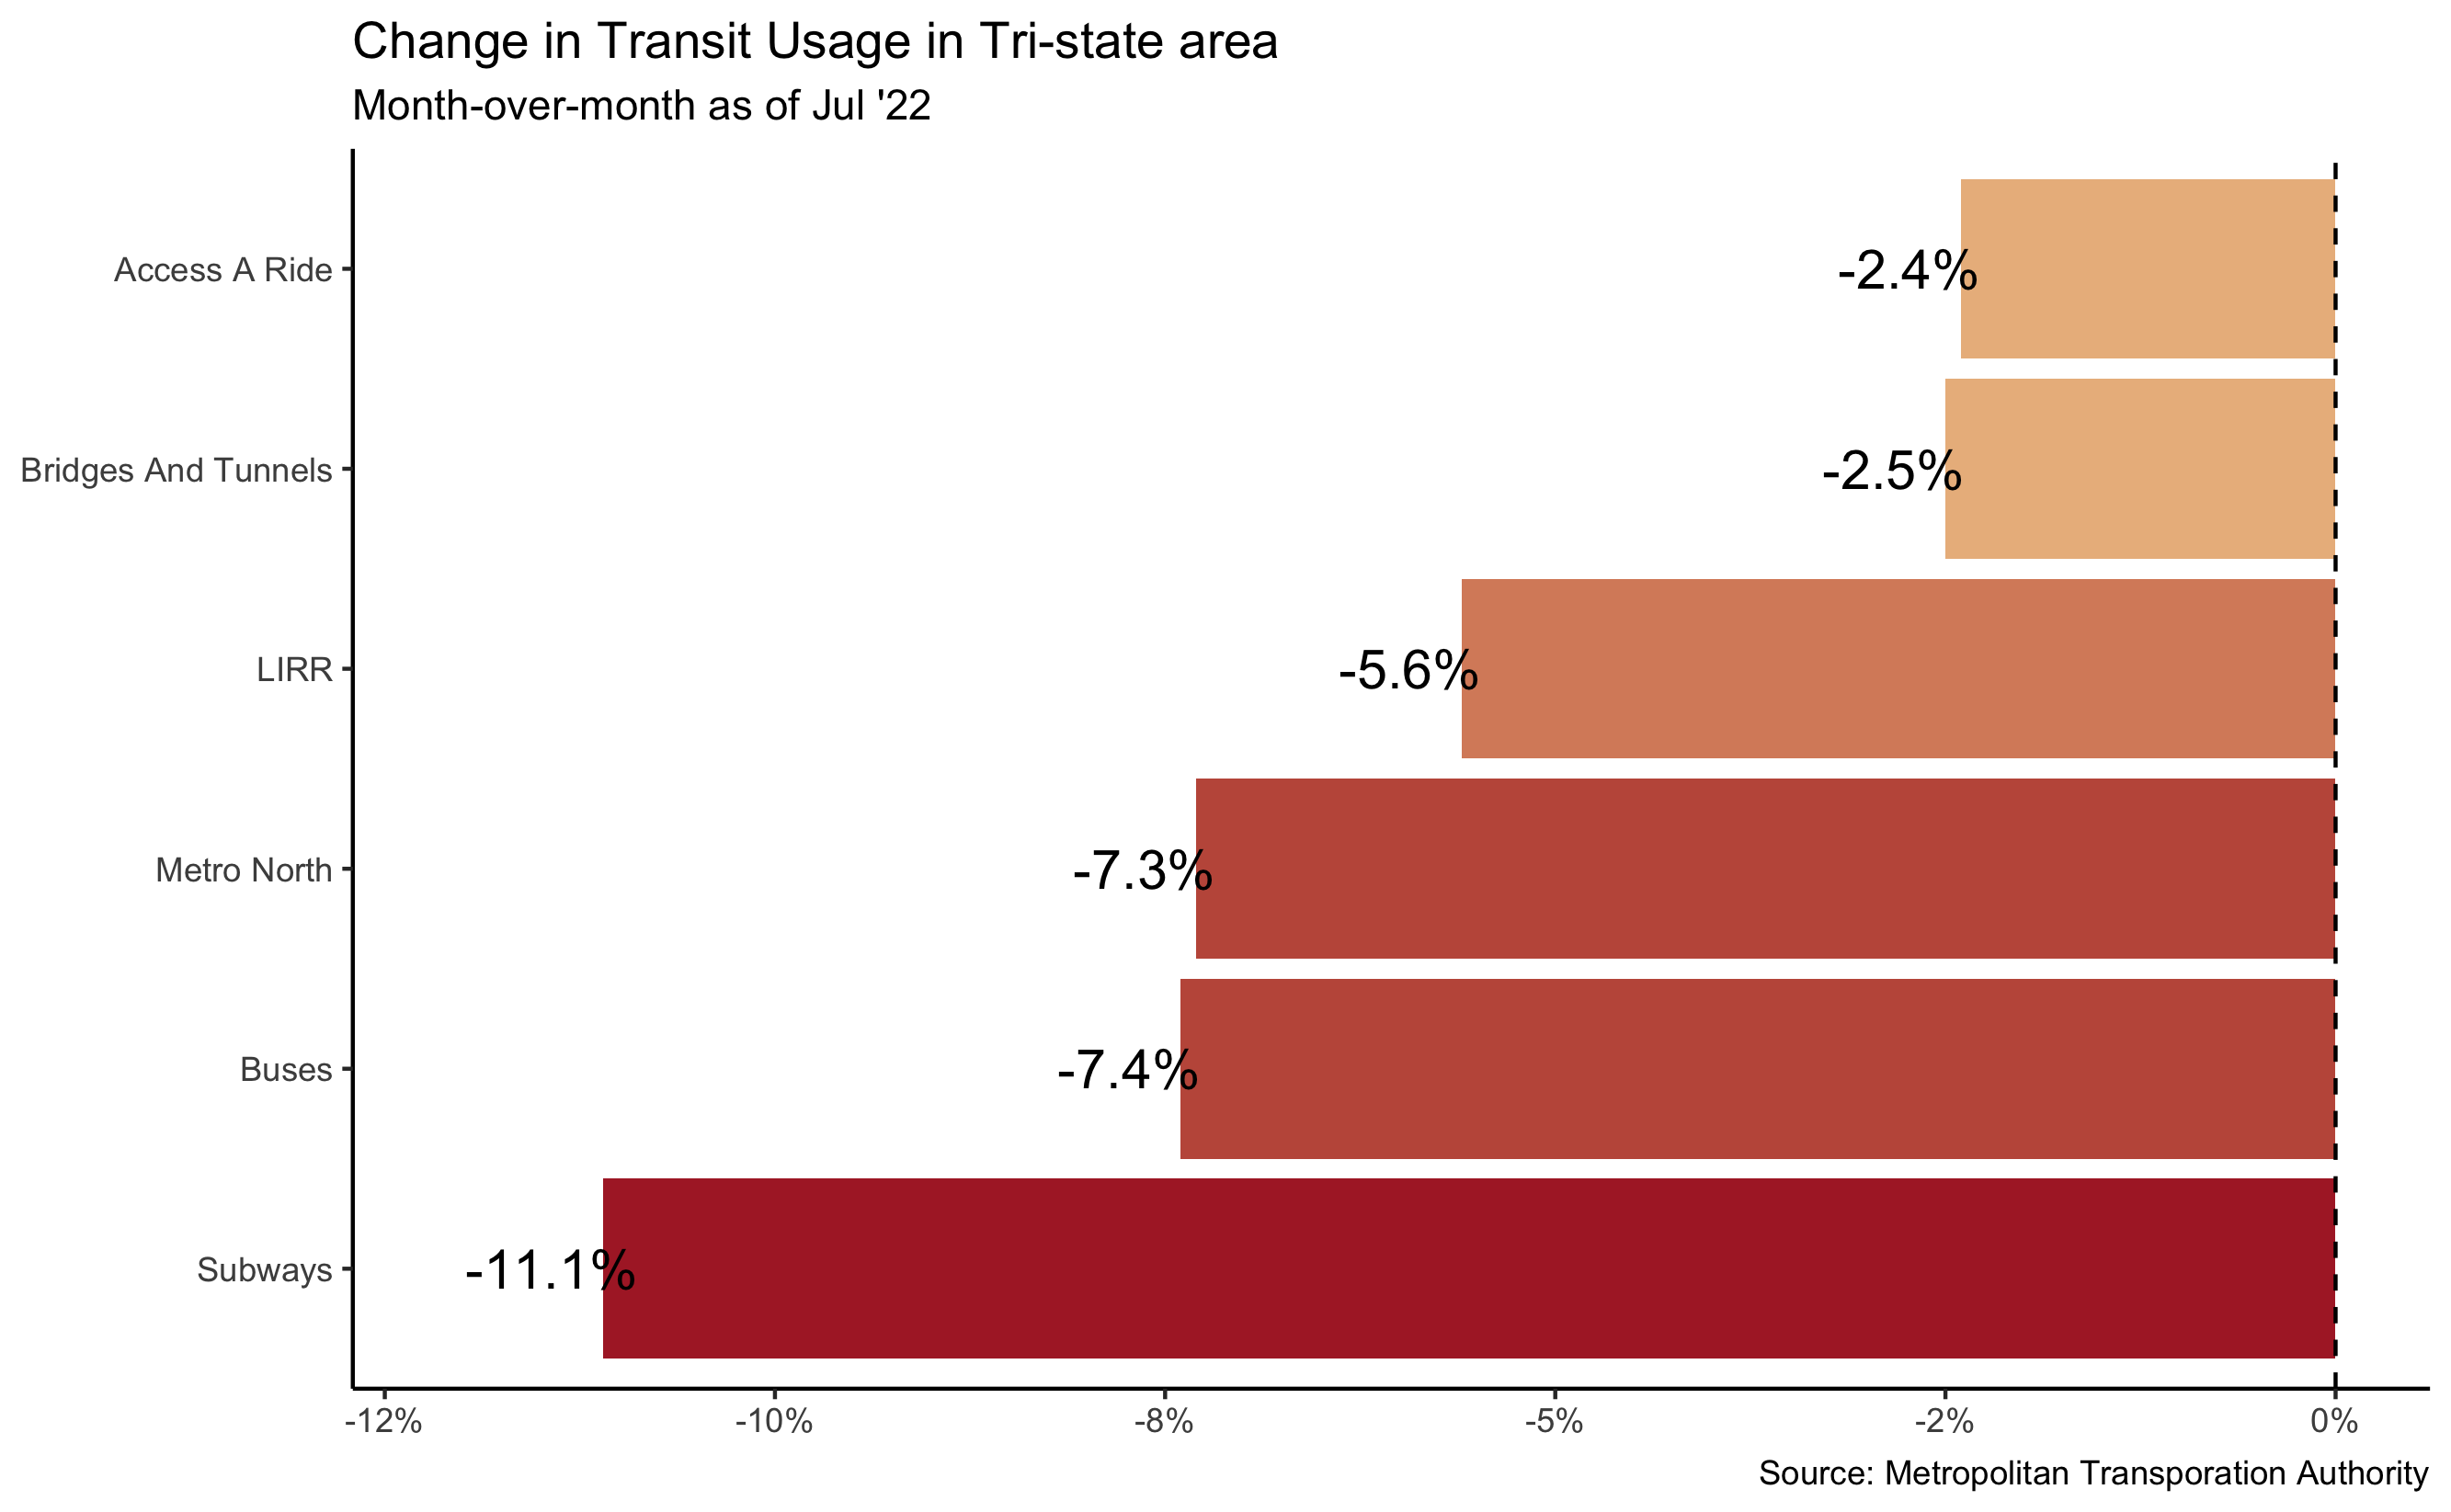 Change in Transit Usage in Tri-state area
Month-over-month as of Jul '22
Access A Ride
-2.4%
Bridges And Tunnels
-2.5%
LIRR
-5.6%
Metro North
-7.3%
Buses
-7.4%
Subways
-11.1%
-12%
-10%
-8%
-5%
-2%
0%
Source: Metropolitan Transporation Authority